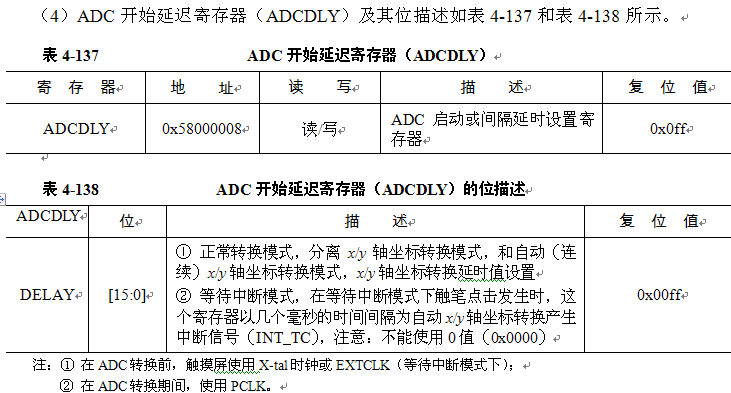 （4）ADC 开始延迟寄存器（ADCDLY）及其位描述如表 4-137 和表 4-138 所示。
表 4-137 ADC 开始延迟寄存器（ADCDLY）
寄 存 器 地 址 读 写 描 述 复 位 值
ADCDLY 0x58000008 读/写 ADC 启动或间隔延时设置寄
存器 0x0ff
表 4-138 ADC 开始延迟寄存器（ADCDLY）的位描述
ADCDLY 位 描 述 复 位 值
DELAY [15:0] ① 正常转换模式，分离 x/y 轴坐标转换模式，和自动（连
续）x/y 轴坐标转换模式，x/y 轴坐标转换延时值设置
② 等待中断模式，在等待中断模式下触笔点击发生时，这
个寄存器以几个毫秒的时间间隔为自动 x/y 轴坐标转换产生
中断信号（INT_TC），注意：不能使用 0 值（0x0000） 0x00ff
注：① 在 ADC 转换前，触摸屏使用 X-tal 时钟或 EXTCLK（等待中断模式下）；
② 在 ADC 转换期间，使用 PCLK。